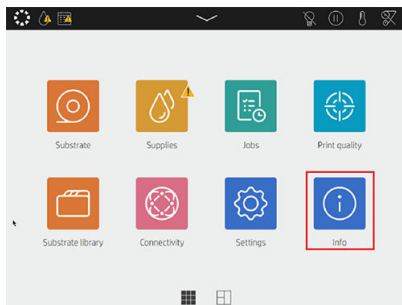 Substrate
Supplies
Jobs
Print quality
Substrate library
Connectivity
Settings
Info